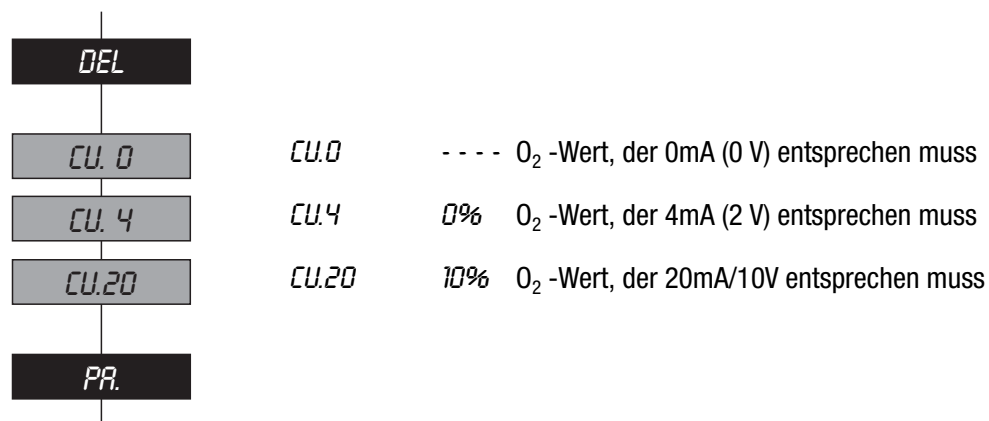 DEL
CU. 0 CU.0 - - - - O₂ -Wert, der 0mA (0 V) entsprechen muss
CU. 4 CU.4 0% O₂ -Wert, der 4mA (2 V) entsprechen muss
CU.20 CU.20 10% O₂ -Wert, der 20mA/10V entsprechen muss
PA.